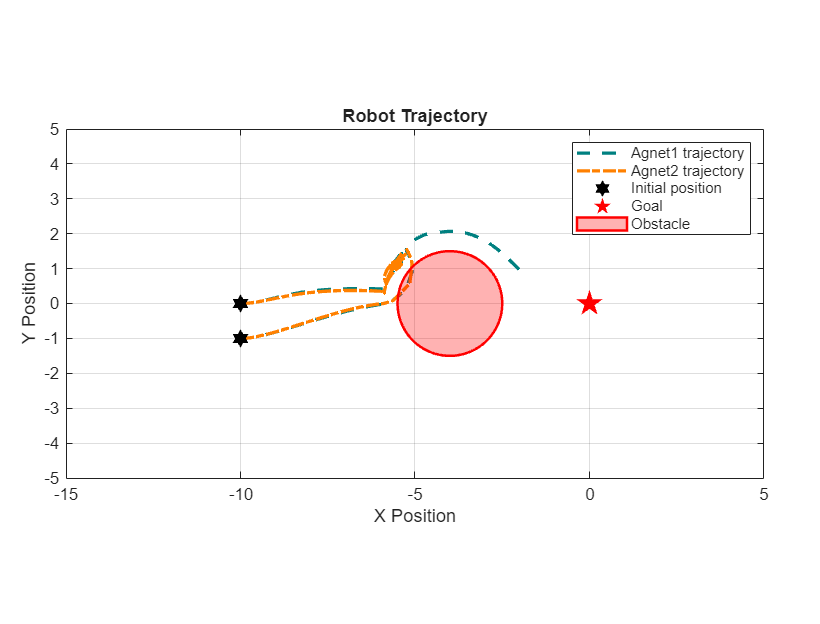 Robot Trajectory
Agnet1 trajectory
Agnet2 trajectory
Initial position
Goal
Obstacle
5
4
3
2
1
0
-1
-2
-3
-4
-5
Y Position
-15 -10 -5 0 5
X Position